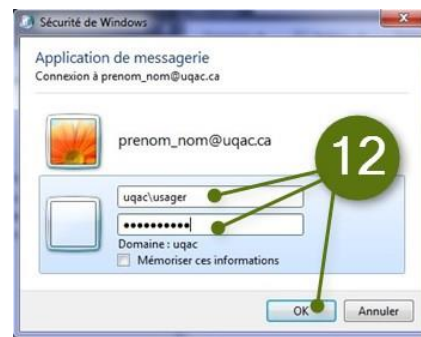 Sécurité de Windows
Application de messagerie
Connexion à prenom_nom@uqac.ca
prenom_nom@uqac.ca
12
uqac\usager
••••••••••
Domaine : uqac
Mémoriser ces informations
OK
Annuler